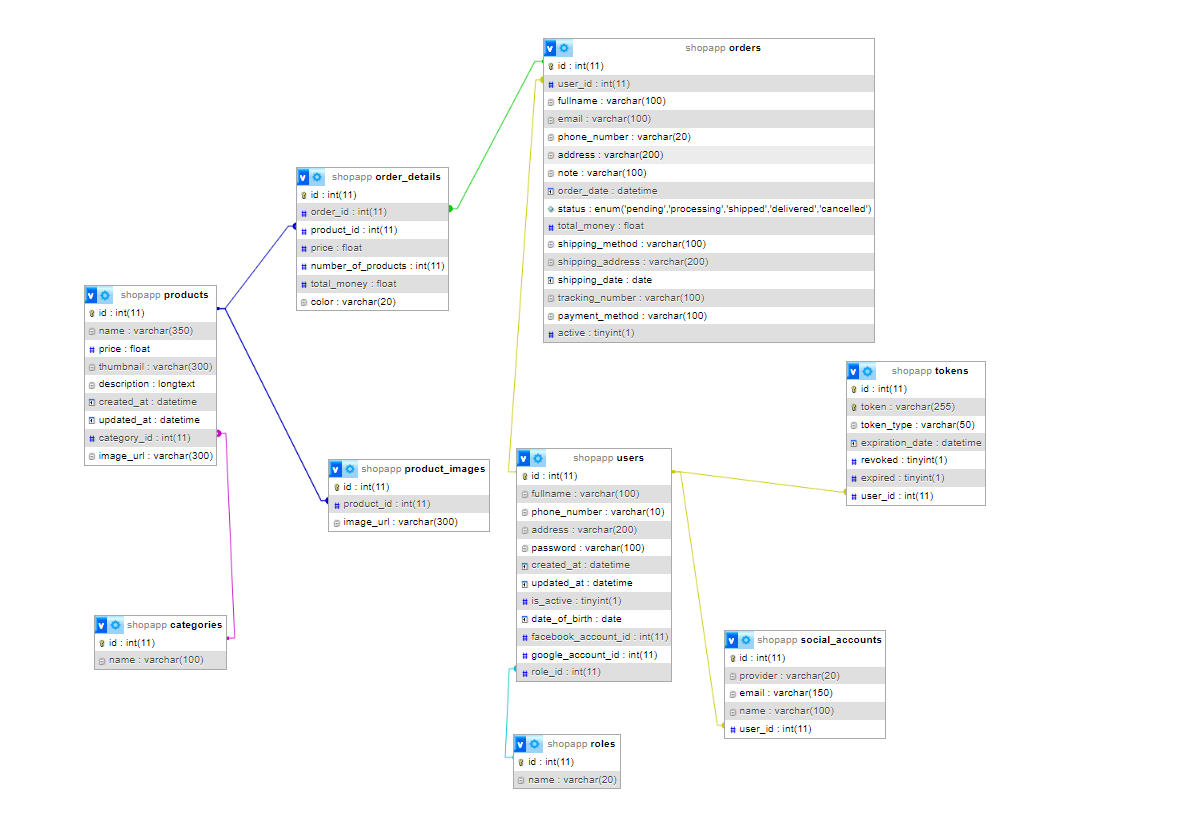 shopapp orders
id : int(11)
user_id : int(11)
fullname : varchar(100)
email : varchar(100)
phone_number : varchar(20)
address : varchar(200)
note : varchar(100)
order_date : datetime
status : enum('pending','processing','shipped','delivered','cancelled')
total_money : float
shipping_method : varchar(100)
shipping_address : varchar(200)
shipping_date : date
tracking_number : varchar(100)
payment_method : varchar(100)
active : tinyint(1)
shopapp order_details
id : int(11)
order_id : int(11)
product_id : int(11)
price : float
number_of_products : int(11)
total_money : float
color : varchar(20)
shopapp products
id : int(11)
name : varchar(350)
price : float
thumbnail : varchar(300)
description : longtext
created_at : datetime
updated_at : datetime
category_id : int(11)
image_url : varchar(300)
shopapp tokens
id : int(11)
token : varchar(255)
token_type : varchar(50)
expiration_date : datetime
revoked : tinyint(1)
expired : tinyint(1)
user_id : int(11)
shopapp product_images
id : int(11)
product_id : int(11)
image_url : varchar(300)
shopapp users
id : int(11)
fullname : varchar(100)
phone_number : varchar(10)
address : varchar(200)
password : varchar(100)
created_at : datetime
updated_at : datetime
is_active : tinyint(1)
date_of_birth : date
facebook_account_id : int(11)
google_account_id : int(11)
role_id : int(11)
shopapp categories
id : int(11)
name : varchar(100)
shopapp social_accounts
id : int(11)
provider : varchar(20)
email : varchar(150)
name : varchar(100)
user_id : int(11)
shopapp roles
id : int(11)
name : varchar(20)